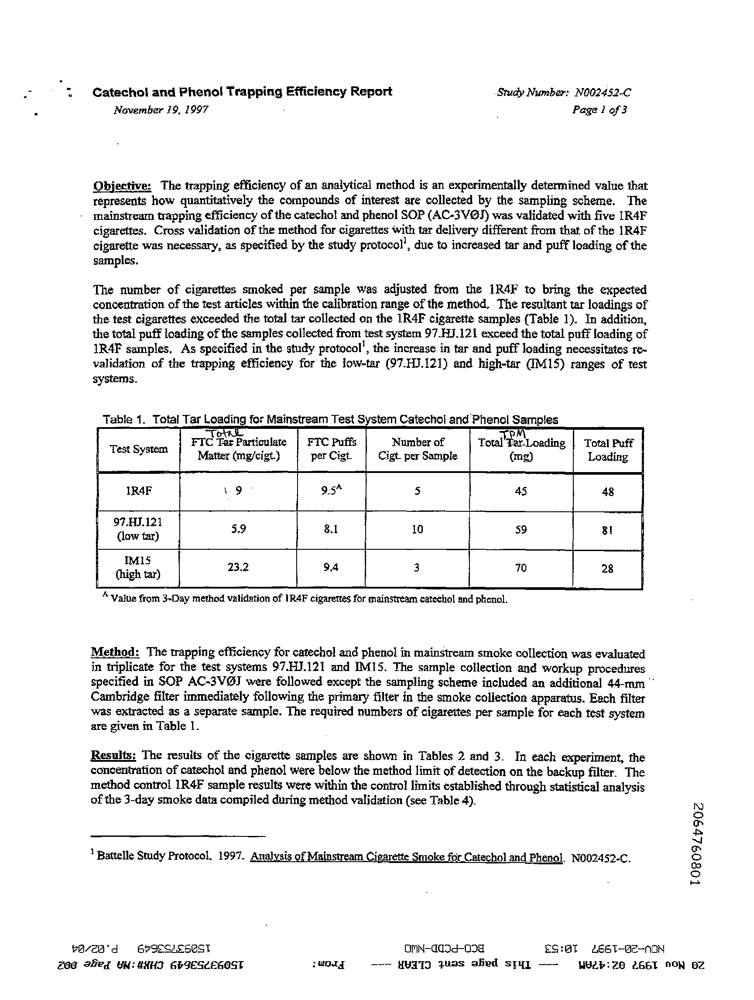 Catechol and Phenol Trapping Efficiency Report
Study Number: N002452-C
November 19, 1997
Page 1 of 3
Objective: The trapping efficiency of an analytical method is an experimentally determined value that
represents how quantitatively the compounds of interest are collected by the sampling scheme. The
mainstream trapping efficiency of the catechol and phenol SOP (AC-3VØJ) was validated with five 1R4F
cigarettes. Cross validation of the method for cigarettes with tar delivery different from that of the 1R4F
cigarette was necessary, as specified by the study protocol¹, due to increased tar and puff loading of the
samples.
The number of cigarettes smoked per sample was adjusted from the 1R4F to bring the expected
concentration of the test articles within the calibration range of the method. The resultant tar loadings of
the test cigarettes exceeded the total tar collected on the 1R4F cigarette samples (Table 1). In addition,
the total puff loading of the samples collected from test system 97.HJ.121 exceed the total puff loading of
1R4F samples. As specified in the study protocol¹, the increase in tar and puff loading necessitates re-
validation of the trapping efficiency for the low-tar (97.HJ.121) and high-tar (IM15) ranges of test
systems.
Table 1. Total Tar Loading for Mainstream Test System Catechol and Phenol Samples
Total TPM
Test System FTC Tar Particulate Matter (mg/cigt.) FTC Puffs per Cigt. Number of Cigt. per Sample Total Tar Loading (mg) Total Puff Loading
1R4F 9 9.5ᴬ 5 45 48
97.HJ.121 (low tar) 5.9 8.1 10 59 81
IM15 (high tar) 23.2 9.4 3 70 28
ᴬ Value from 3-Day method validation of 1R4F cigarettes for mainstream catechol and phenol.
Method: The trapping efficiency for catechol and phenol in mainstream smoke collection was evaluated
in triplicate for the test systems 97.HJ.121 and IM15. The sample collection and workup procedures
specified in SOP AC-3VØJ were followed except the sampling scheme included an additional 44-mm
Cambridge filter immediately following the primary filter in the smoke collection apparatus. Each filter
was extracted as a separate sample. The required numbers of cigarettes per sample for each test system
are given in Table 1.
Results: The results of the cigarette samples are shown in Tables 2 and 3. In each experiment, the
concentration of catechol and phenol were below the method limit of detection on the backup filter. The
method control 1R4F sample results were within the control limits established through statistical analysis
of the 3-day smoke data compiled during method validation (see Table 4).
2064760801
¹ Battelle Study Protocol. 1997. Analysis of Mainstream Cigarette Smoke for Catechol and Phenol. N002452-C.
NOV-20-1997 10:53 BCO-PCDD-NMD 15093753649 P.02/04
20 Nov 1997 02:47AM --- This page sent CLEAR --- From: 15093753649 CHR#:NA Page 002